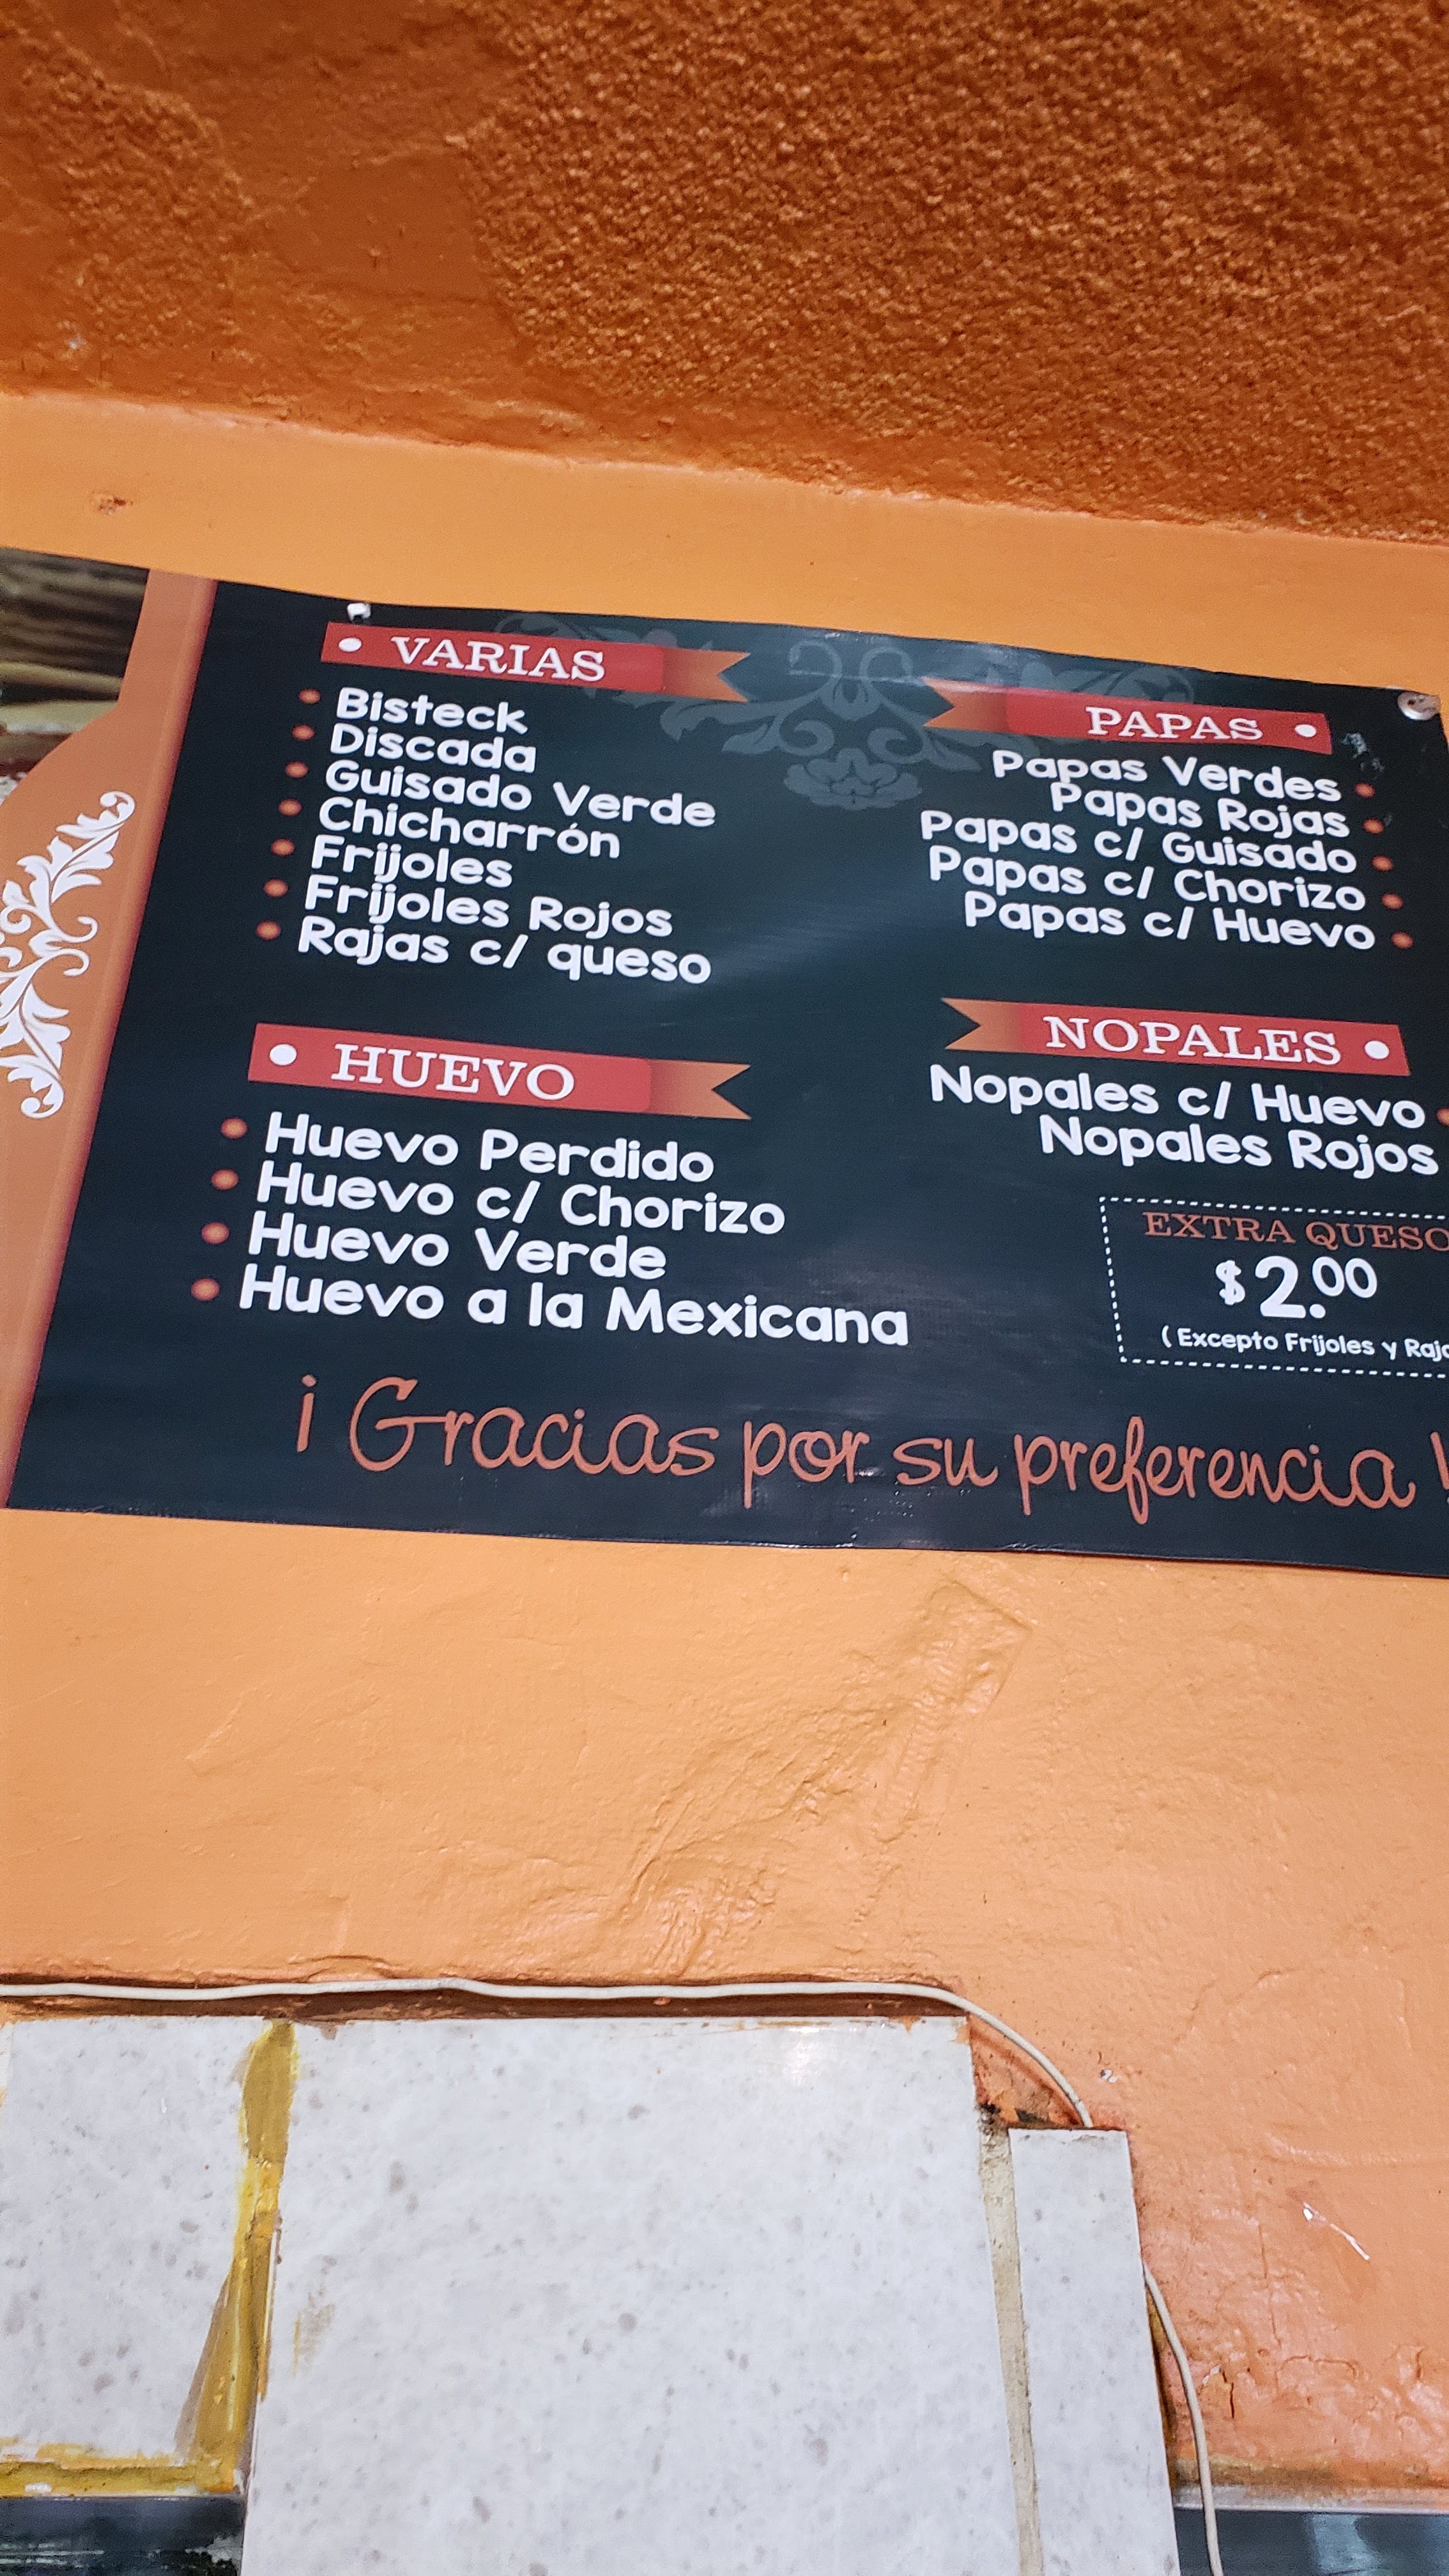 VARIAS
Bisteck
Discada
Guisado Verde
Chicharrón
Frijoles
Frijoles Rojos
Rajas c/ queso
HUEVO
Huevo Perdido
Huevo c/ Chorizo
Huevo Verde
Huevo a la Mexicana
PAPAS
Papas Verdes
Papas Rojas
Papas c/ Guisado
Papas c/ Chorizo
Papas c/ Huevo
NOPALES
Nopales c/ Huevo
Nopales Rojos
EXTRA QUESO
$2.00
(Excepto Frijoles y
¡Gracias por su preferencia!